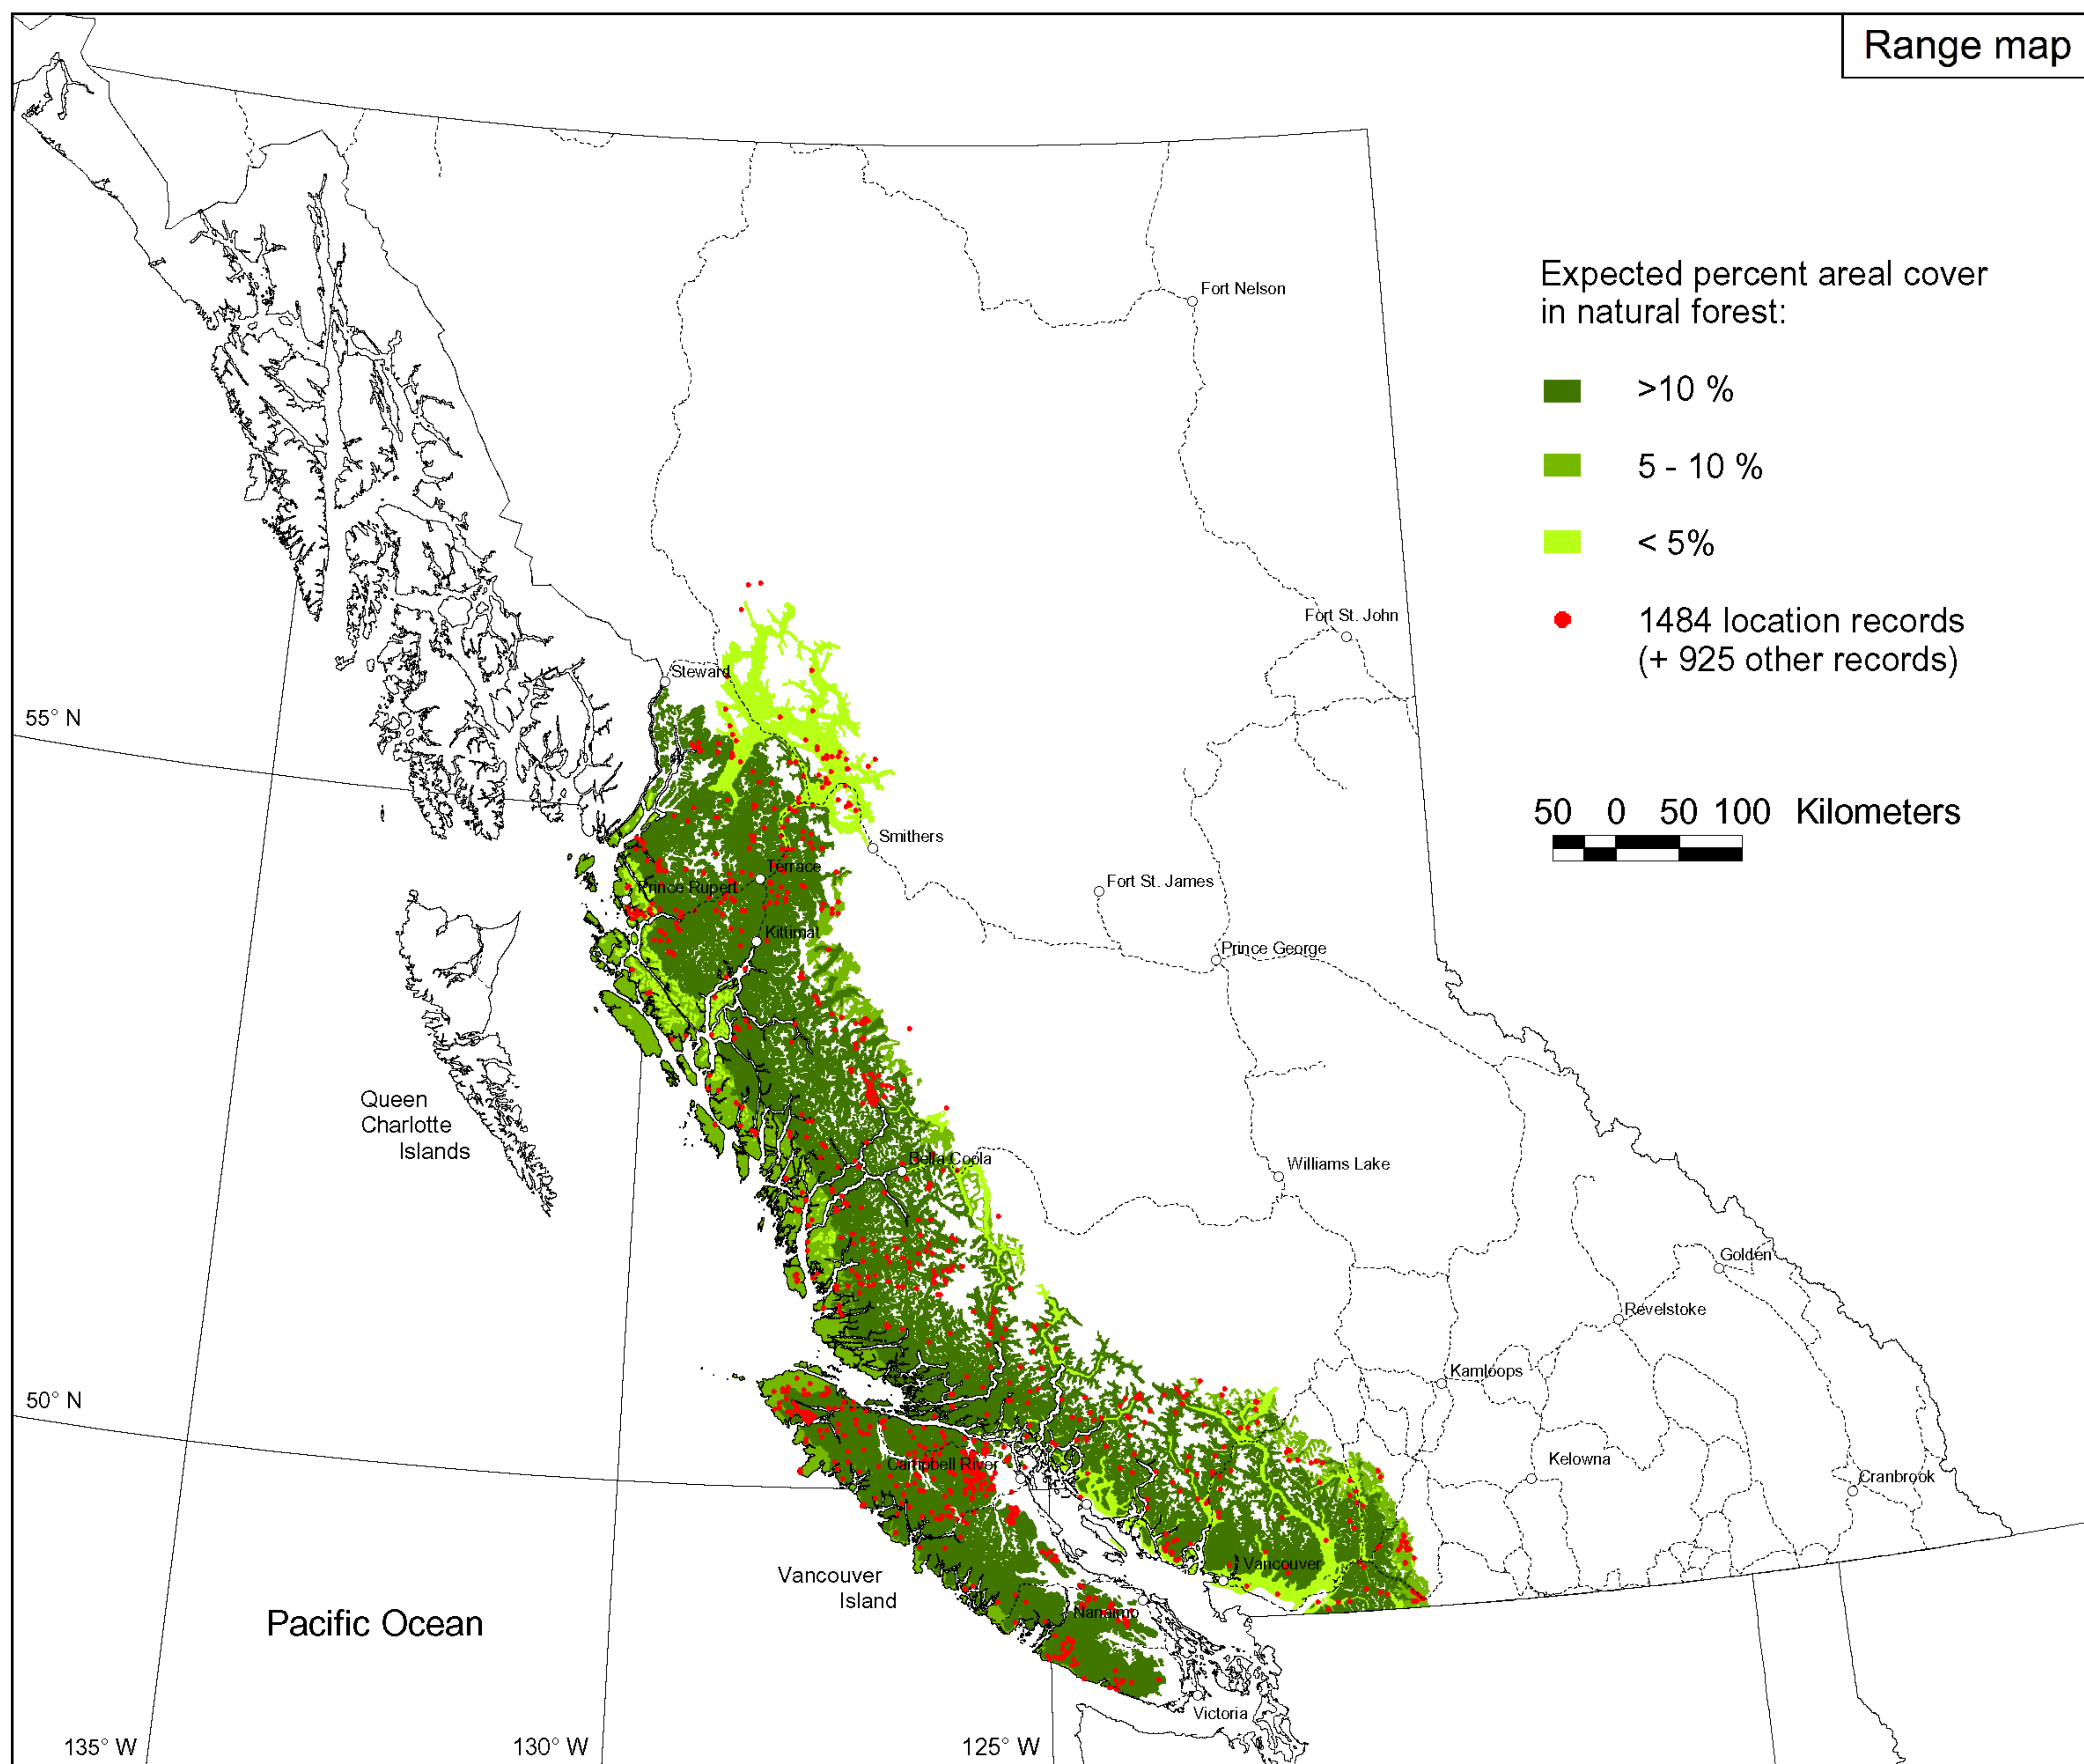 Range map
Fort Nelson
Expected percent areal cover
in natural forest:
>10 %
5 - 10 %
< 5%
Fort St. John
1484 location records
(+ 925 other records)
Steward
55° N
50 0 50 100 Kilometers
Smithers
Terrace
Prince Rupert
Fort St. James
Kittimat
Prince George
Queen
Charlotte
Islands
Bella Coola
Williams Lake
Golden
Revelstoke
Kamloops
50° N
Campbell River
Kelowna
Cranbrook
Vancouver
Vancouver
Island
Nanaimo
Pacific Ocean
Victoria
135° W
130° W
125° W